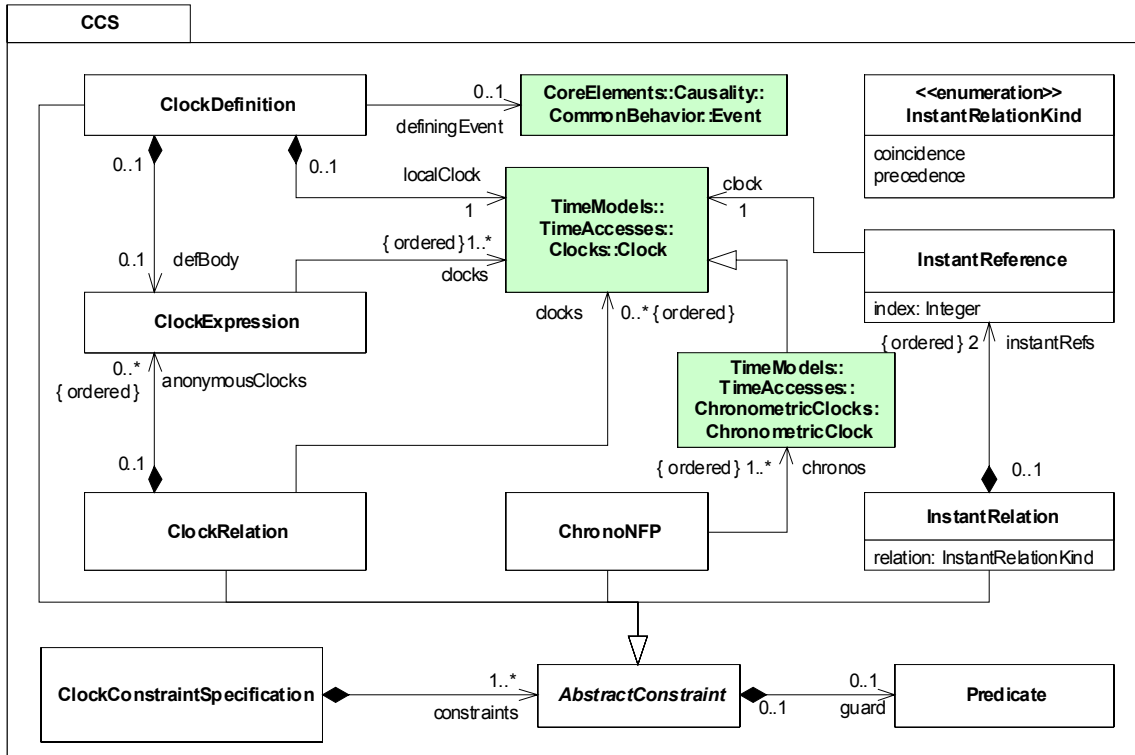 CCS
ClockDefinition
0..1
definingEvent
CoreElements::Causality::
CommonBehavior::Event
<<enumeration>>
InstantRelationKind
coincidence
precedence
0..1
0..1
localClock
1
TimeModels::
TimeAccesses::
Clocks::Clock
clock
1
0..1
defBody
{ ordered } 1..*
clocks
InstantReference
index: Integer
ClockExpression
clocks
0..* { ordered }
{ ordered } 2
instantRefs
0..*
{ ordered }
anonymousClocks
TimeModels::
TimeAccesses::
ChronometricClocks:
ChronometricClock
0..1
{ ordered } 1..*
chronos
0..1
ClockRelation
ChronoNFP
InstantRelation
relation: InstantRelationKind
ClockConstraintSpecification
1..*
constraints
AbstractConstraint
0..1
0..1
guard
Predicate